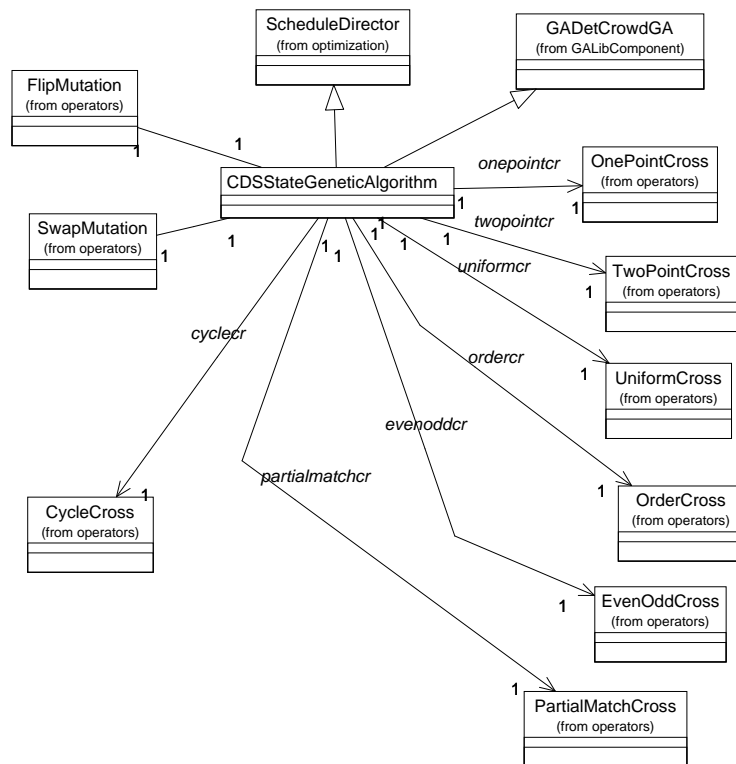 ScheduleDirector
(from optimization)
GADetCrowdGA
(from GALibComponent)
FlipMutation
(from operators)
1
1
CDSStateGeneticAlgorithm
onepointcr
OnePointCross
(from operators)
1
1
SwapMutation
(from operators)
1
1
twopointcr
1
1
1
1
1
1
1
uniformcr
TwoPointCross
(from operators)
1
cyclecr
ordercr
1
UniformCross
(from operators)
evenoddcr
partialmatchcr
1
CycleCross
(from operators)
1
OrderCross
(from operators)
1
EvenOddCross
(from operators)
1
PartialMatchCross
(from operators)